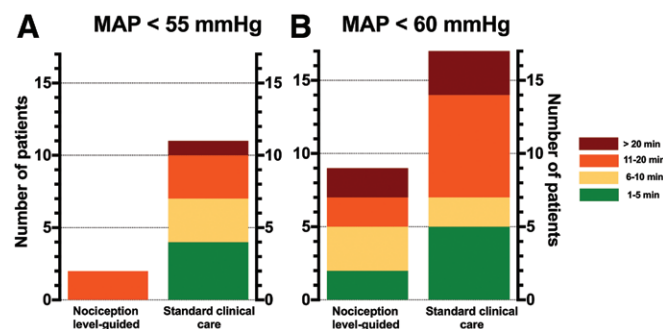 A MAP < 55 mmHg
B MAP < 60 mmHg
Number of patients
15
10
5
0
15
10
5
0
Nociception
level-guided
Standard clinical
care
15
10
5
0
15
10
5
0
Number of patients
Nociception
level-guided
Standard clinical
care
> 20 min
11-20 min
6-10 min
1-5 min